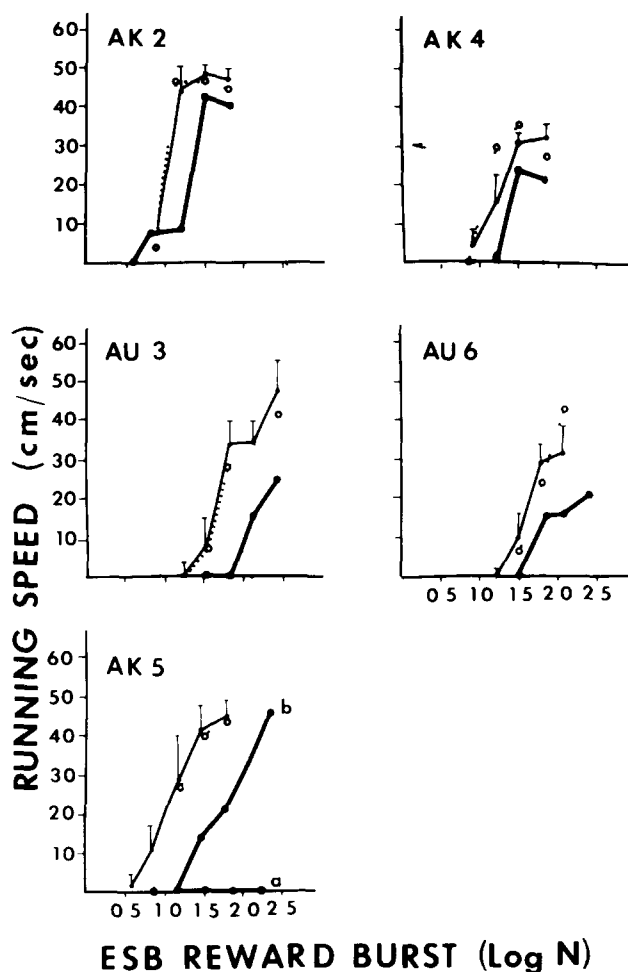 60 AK 2
50
40
30
20
10
AK 4
60 AU 3
50
40
30
20
10
AU 6
0 5 1 0 1 5 2 0 2 5
60 AK 5
50
40
30
20
10
b
a
0 5 1 0 1 5 2 0 2 5
RUNNING SPEED (cm/sec)
ESB REWARD BURST (Log N)